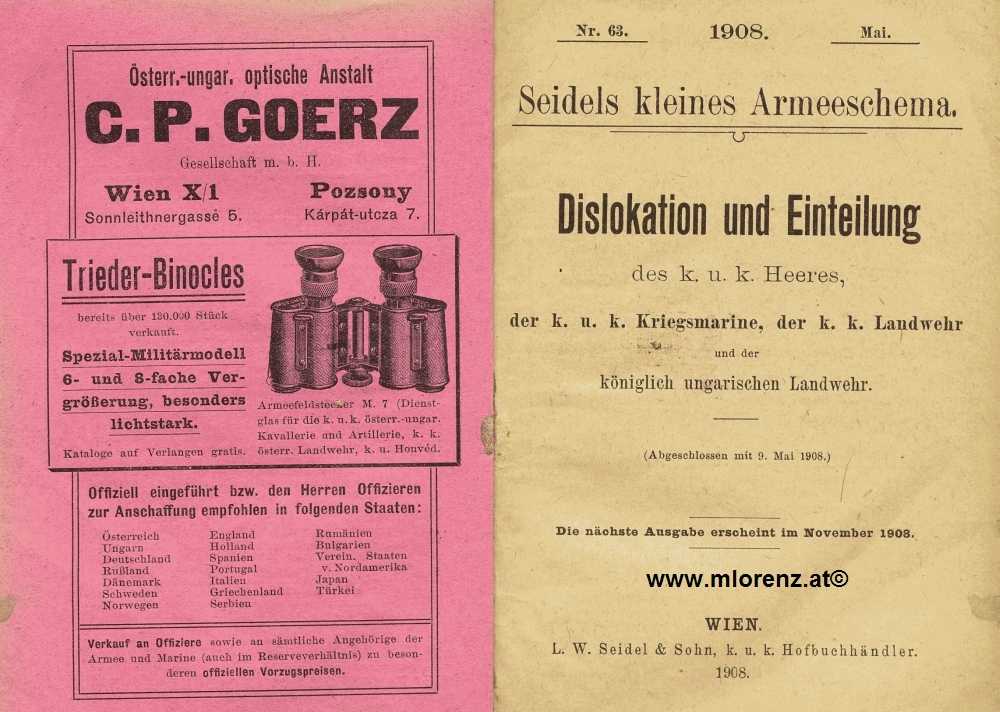 Österr.-ungar. optische Anstalt
C. P. GOERZ
Gesellschaft m. b. H.
Wien X/1 Pozsony
Sonnleithnergasse 5. Kárpát-utcza 7.
Trieder-Binocles
bereits über 130.000 Stück
verkauft.
Spezial-Militärmodell
6- und 8-fache Ver-
größerung, besonders
lichtstark.
Kataloge auf Verlangen gratis.
Armeefeldstecher M. 7 (Dienst-
glas für die k. u. k. österr.-ungar.
Kavallerie und Artillerie, k. k.
österr. Landwehr, k. u. Honvéd.
Offiziell eingeführt bzw. den Herren Offizieren
zur Anschaffung empfohlen in folgenden Staaten:
Österreich
Ungarn
Deutschland
Rußland
Dänemark
Schweden
Norwegen
England
Holland
Spanien
Portugal
Italien
Griechenland
Serbien
Rumänien
Bulgarien
Verein. Staaten
v. Nordamerika
Japan
Türkei
Verkauf an Offiziere sowie an sämtliche Angehörige der
Armee und Marine (auch im Reserveverhältnis) zu beson-
deren offiziellen Vorzugspreisen.
Nr. 63. 1908. Mai.
Seidels kleines Armeeschema.
Dislokation und Einteilung
des k. u. k. Heeres,
der k. u. k. Kriegsmarine, der k. k. Landwehr
und der
königlich ungarischen Landwehr.
(Abgeschlossen mit 9. Mai 1908.)
Die nächste Ausgabe erscheint im November 1908.
www.mlorenz.at©
WIEN.
L. W. Seidel & Sohn, k. u. k. Hofbuchhändler.
1908.